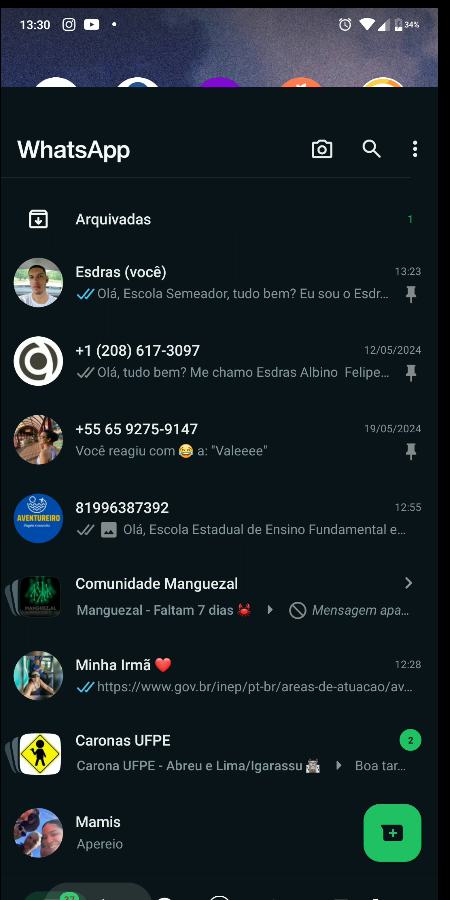 13:30
34%
WhatsApp
Arquivadas 1
Esdras (você) 13:23
Olá, Escola Semeador, tudo bem? Eu sou o Esdr...
+1 (208) 617-3097 12/05/2024
Olá, tudo bem? Me chamo Esdras Albino Felipe...
+55 65 9275-9147 19/05/2024
Você reagiu com 😂 a: "Valeeee"
AVENTUREIRO
81996387392 12:55
Olá, Escola Estadual de Ensino Fundamental e...
MANGUEZAL
Comunidade Manguezal
Manguezal - Faltam 7 dias 🦀 Mensagem apa...
Minha Irmã ❤️ 12:28
https://www.gov.br/inep/pt-br/areas-de-atuacao/av...
Caronas UFPE 2
Carona UFPE - Abreu e Lima/Igarassu Boa tar...
Mamis
Apereio